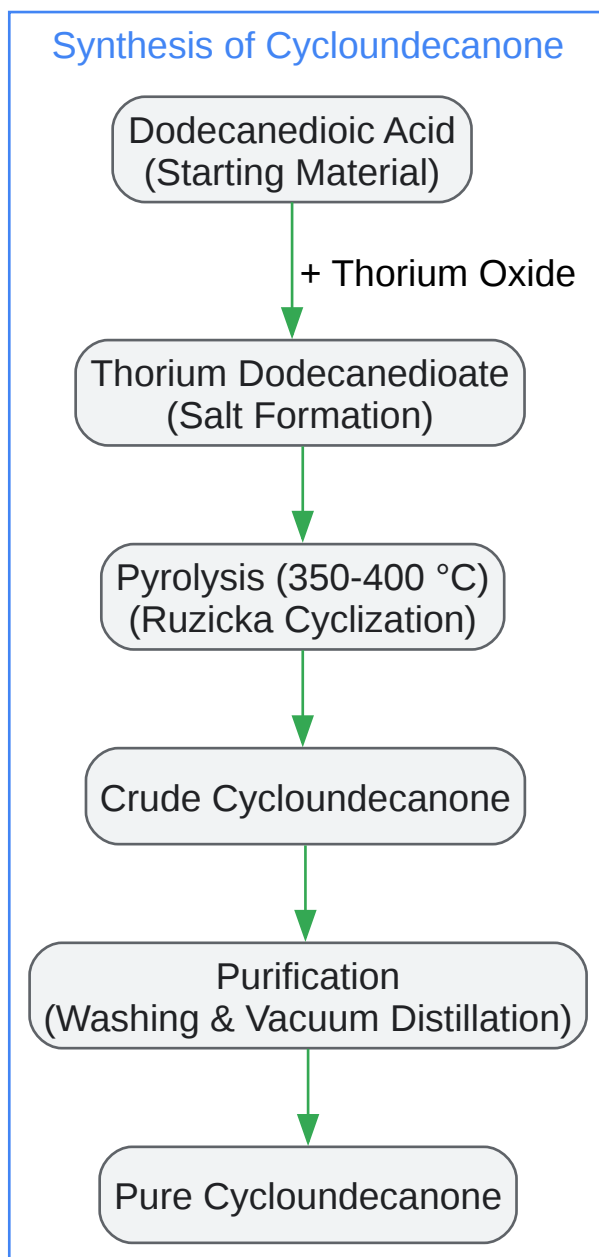 Synthesis of Cycloundecanone
Dodecanedioic Acid
(Starting Material)
+ Thorium Oxide
Thorium Dodecanedioate
(Salt Formation)
Pyrolysis (350-400 °C)
(Ruzicka Cyclization)
Crude Cycloundecanone
Purification
(Washing & Vacuum Distillation)
Pure Cycloundecanone